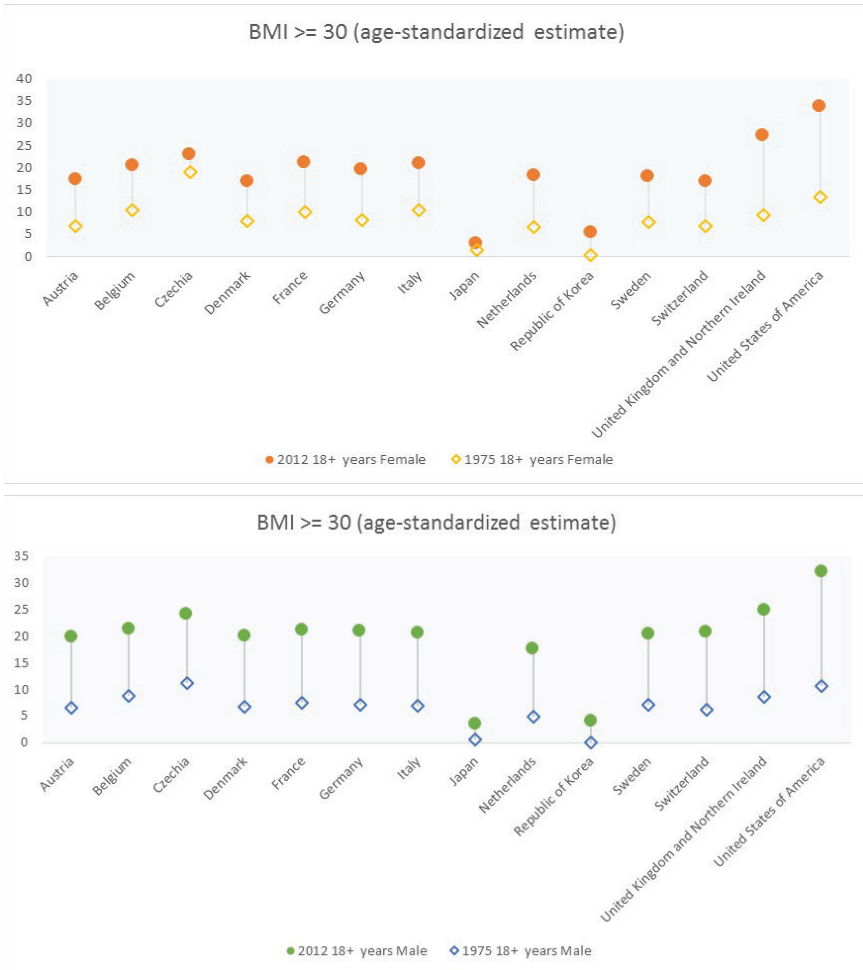 BMI >= 30 (age-standardized estimate)
40
35
30
25
20
15
10
5
0
Austria
Belgium
Czechia
Denmark
France
Germany
Italy
Japan
Netherlands
Republic of Korea
Sweden
Switzerland
United Kingdom and Northern Ireland
United States of America
2012 18+ years Female
1975 18+ years Female
BMI >= 30 (age-standardized estimate)
35
30
25
20
15
10
5
0
Austria
Belgium
Czechia
Denmark
France
Germany
Italy
Japan
Netherlands
Republic of Korea
Sweden
Switzerland
United Kingdom and Northern Ireland
United States of America
2012 18+ years Male
1975 18+ years Male